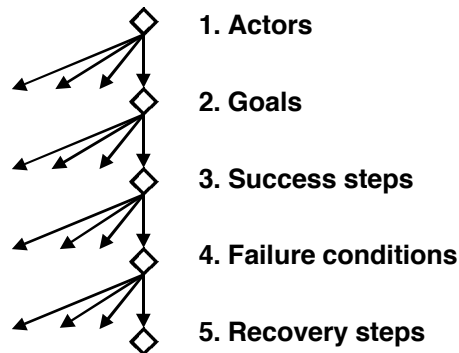 1. Actors
2. Goals
3. Success steps
4. Failure conditions
5. Recovery steps